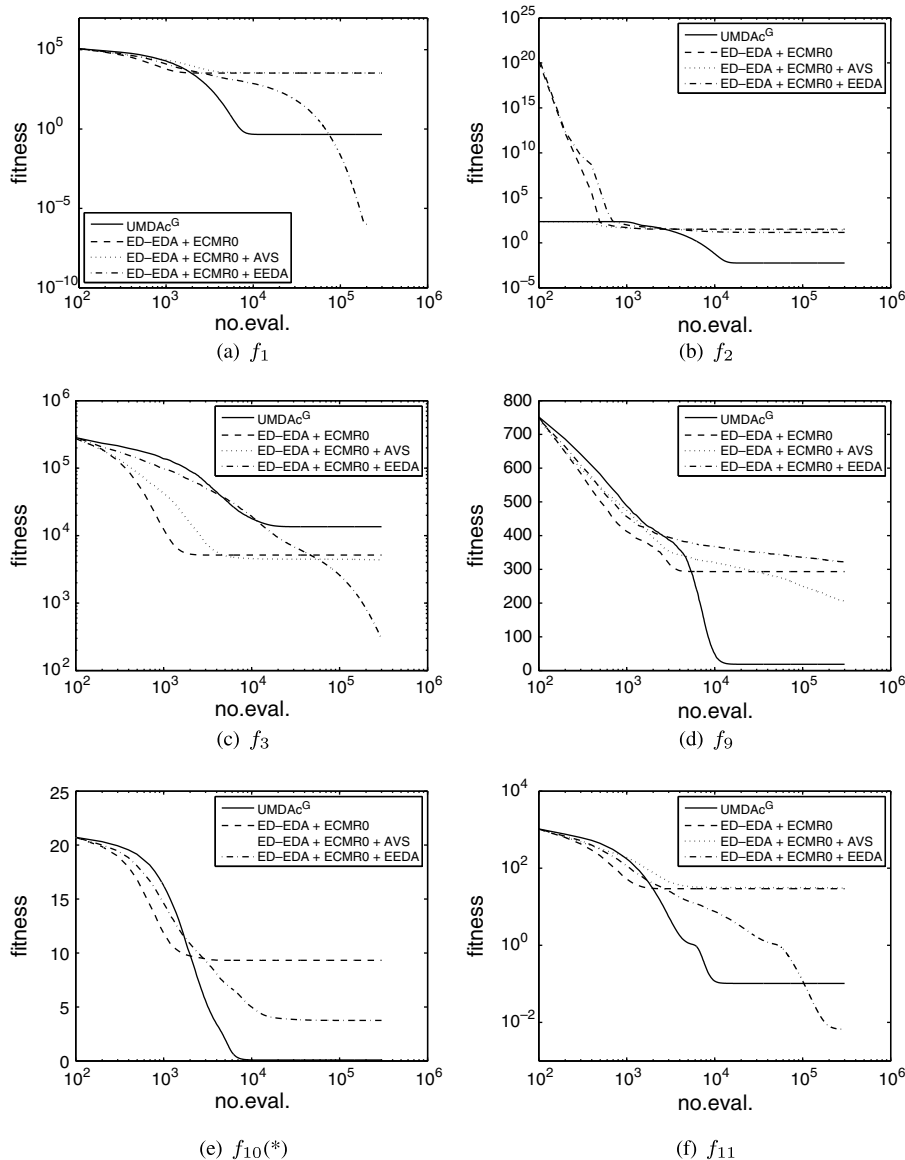 10^5
10^0
10^−5
10^−10
fitness
UMDAc^G
ED−EDA + ECMR0
ED−EDA + ECMR0 + AVS
ED−EDA + ECMR0 + EEDA
10^2 10^3 10^4 10^5 10^6
no.eval.
(a) f_1
10^25
10^20
10^15
10^10
10^5
10^0
10^−5
fitness
UMDAc^G
ED−EDA + ECMR0
ED−EDA + ECMR0 + AVS
ED−EDA + ECMR0 + EEDA
10^2 10^3 10^4 10^5 10^6
no.eval.
(b) f_2
10^6
10^5
10^4
10^3
10^2
fitness
UMDAc^G
ED−EDA + ECMR0
ED−EDA + ECMR0 + AVS
ED−EDA + ECMR0 + EEDA
10^2 10^3 10^4 10^5 10^6
no.eval.
(c) f_3
800
700
600
500
400
300
200
100
0
fitness
UMDAc^G
ED−EDA + ECMR0
ED−EDA + ECMR0 + AVS
ED−EDA + ECMR0 + EEDA
10^2 10^3 10^4 10^5 10^6
no.eval.
(d) f_9
25
20
15
10
5
0
fitness
UMDAc^G
ED−EDA + ECMR0
ED−EDA + ECMR0 + AVS
ED−EDA + ECMR0 + EEDA
10^2 10^3 10^4 10^5 10^6
no.eval.
(e) f_10(*)
10^4
10^2
10^0
10^−2
fitness
UMDAc^G
ED−EDA + ECMR0
ED−EDA + ECMR0 + AVS
ED−EDA + ECMR0 + EEDA
10^2 10^3 10^4 10^5 10^6
no.eval.
(f) f_11